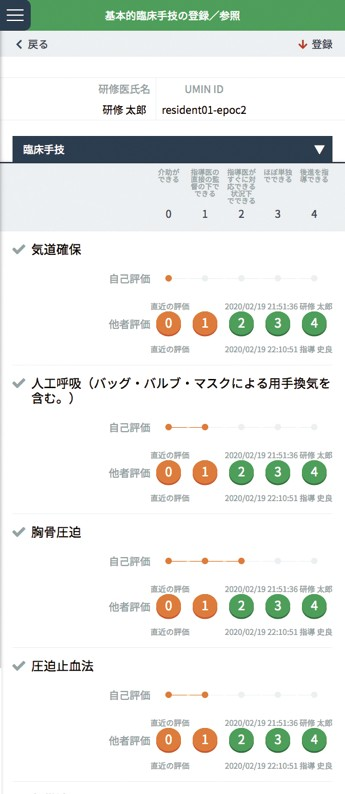 基本的臨床手技の登録／参照
戻る
登録
研修医氏名 UMIN ID
研修 太郎 resident01-epoc2
臨床手技
介助が
できる
指導医の
直接の監
督の下で
できる
指導医が
すぐに対
応できる
状況下
でできる
ほぼ単独
でできる
後進を指
導できる
0 1 2 3 4
気道確保
自己評価
直近の評価 2020/02/19 21:51:36 研修 太郎
他者評価 0 1 2 3 4
直近の評価 2020/02/19 22:10:51 指導 史良
人工呼吸（バッグ・バルブ・マスクによる用手換気を
含む。）
自己評価
直近の評価 2020/02/19 21:51:36 研修 太郎
他者評価 0 1 2 3 4
直近の評価 2020/02/19 22:10:51 指導 史良
胸骨圧迫
自己評価
直近の評価 2020/02/19 21:51:36 研修 太郎
他者評価 0 1 2 3 4
直近の評価 2020/02/19 22:10:51 指導 史良
圧迫止血法
自己評価
直近の評価 2020/02/19 21:51:36 研修 太郎
他者評価 0 1 2 3 4
直近の評価 2020/02/19 22:10:51 指導 史良